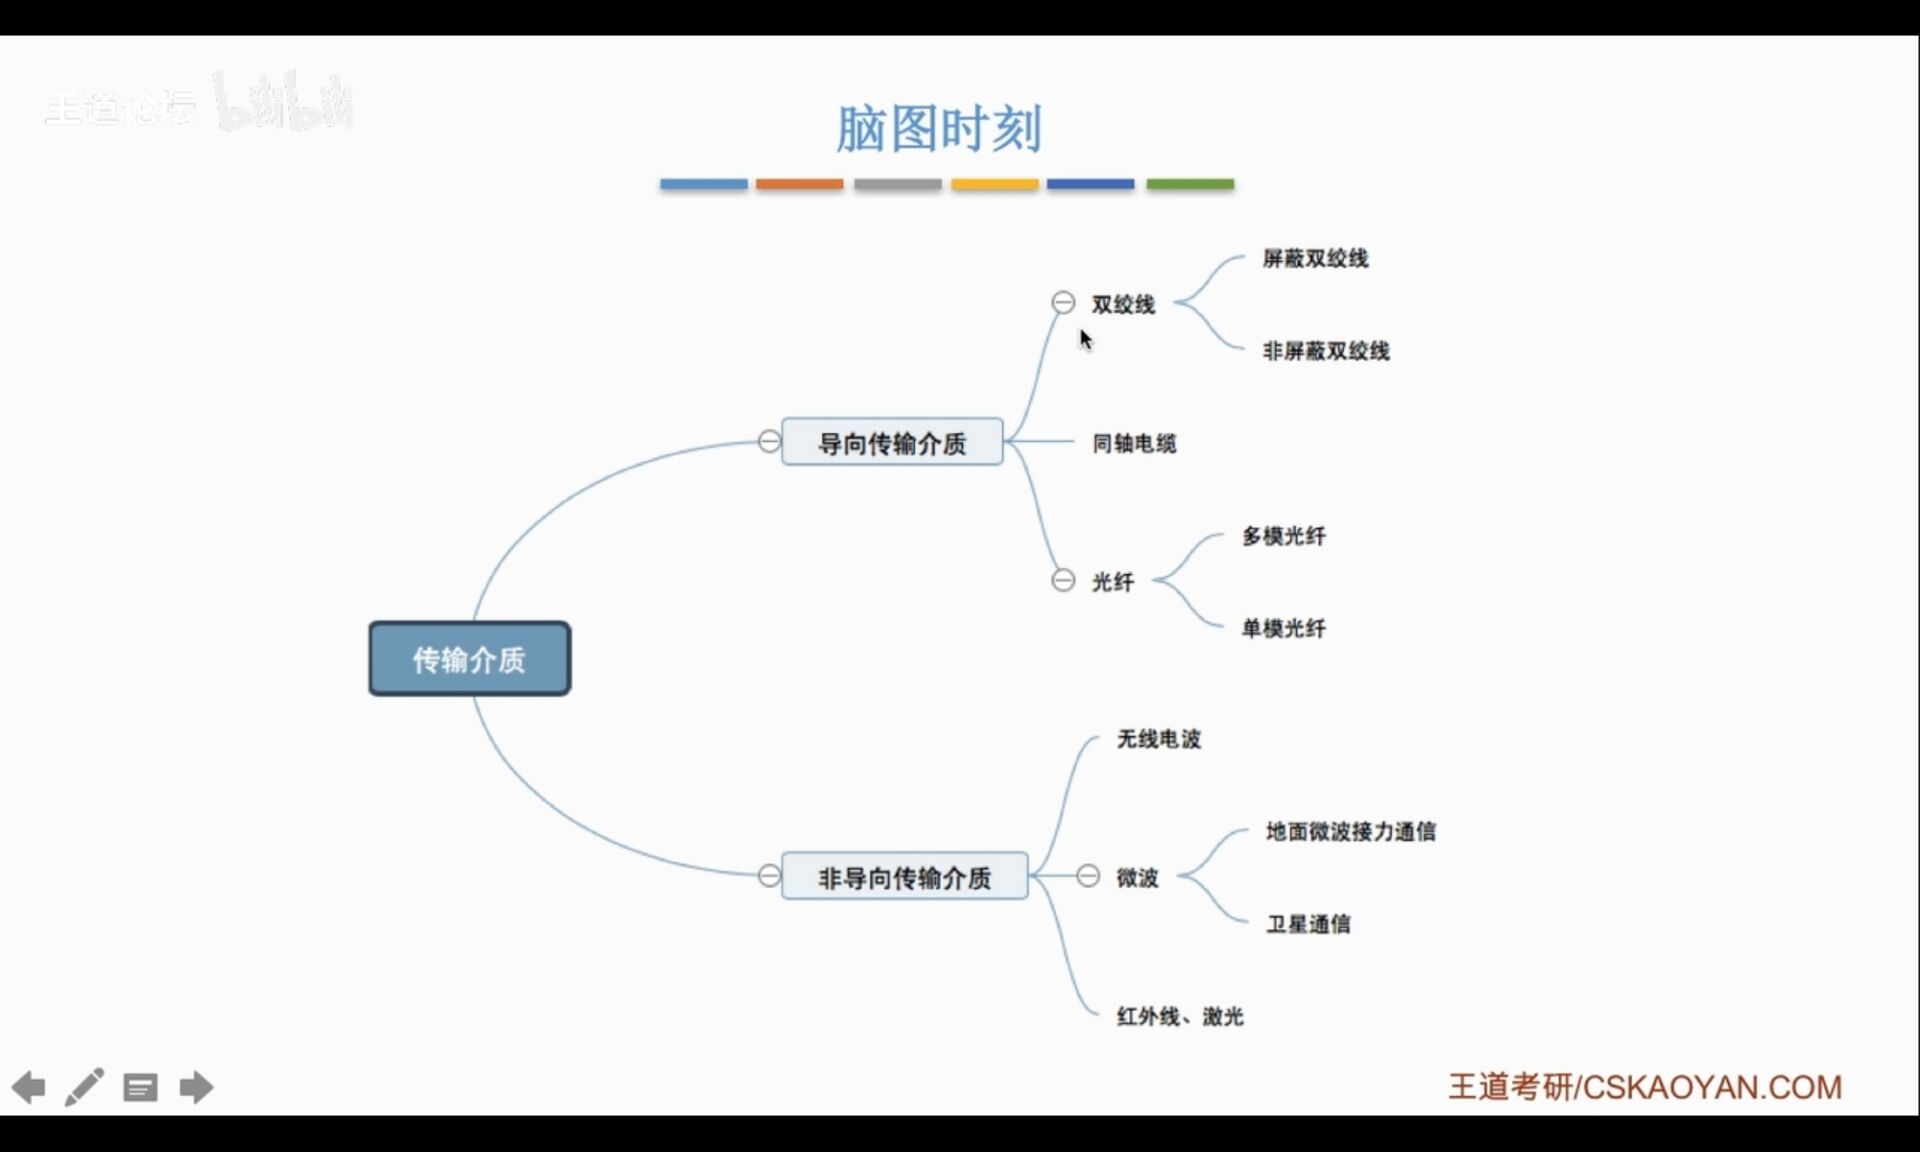 王道论坛 bilibili
脑图时刻
传输介质
导向传输介质
双绞线
屏蔽双绞线
非屏蔽双绞线
同轴电缆
光纤
多模光纤
单模光纤
非导向传输介质
无线电波
微波
地面微波接力通信
卫星通信
红外线、激光
王道考研/CSKAOYAN.COM